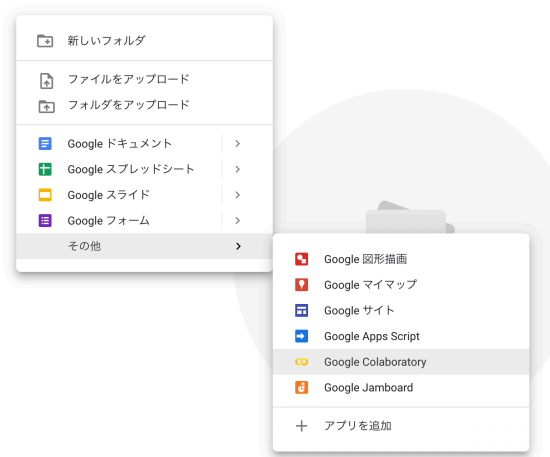 新しいフォルダ
ファイルをアップロード
フォルダをアップロード
Google ドキュメント
Google スプレッドシート
Google スライド
Google フォーム
その他
Google 図形描画
Google マイマップ
Google サイト
Google Apps Script
Google Colaboratory
Google Jamboard
アプリを追加